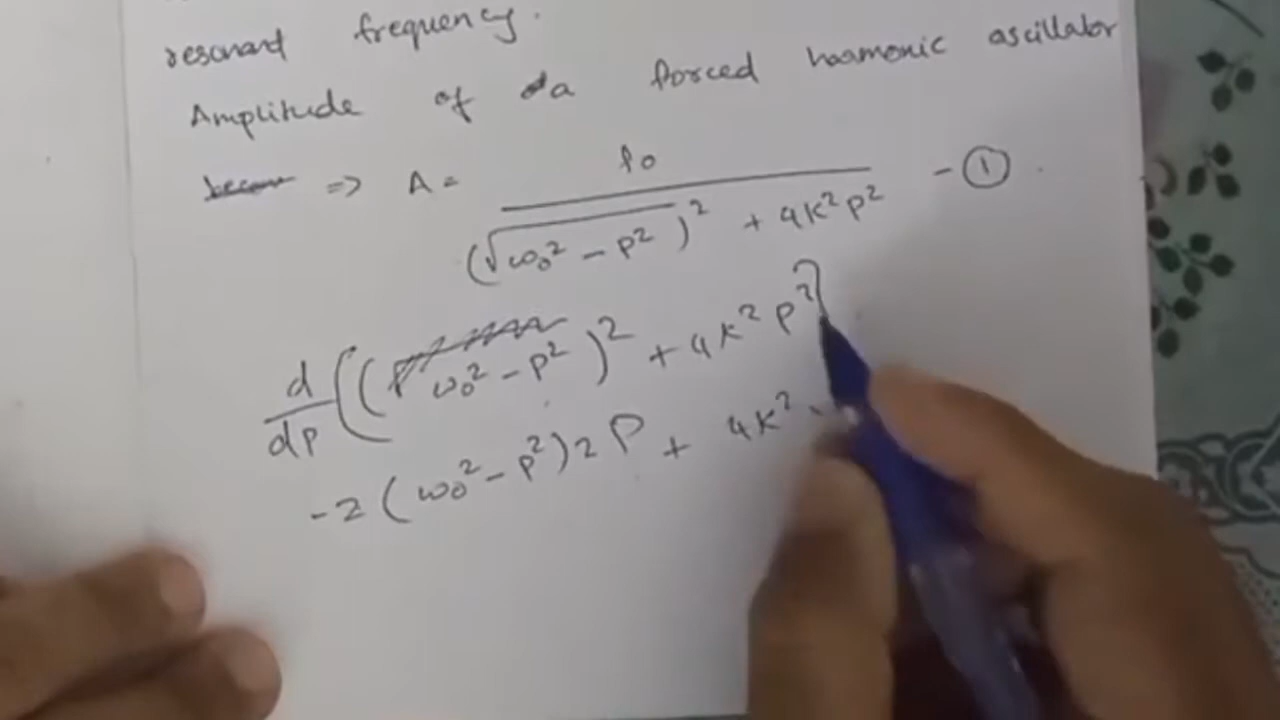 resonant frequency.
Amplitude of a forced harmonic oscillator
=> A = fo / (√ω₀² - p²)² + 4k²p² - ①
d/dp ((ω₀² - p²)² + 4k²p²)
-2(ω₀² - p²)2P + 4k² ·